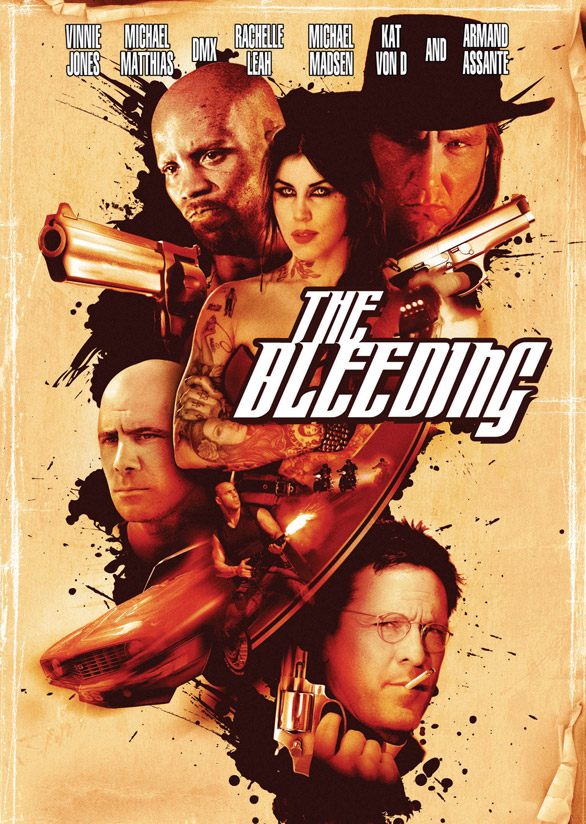 VINNIE JONES
MICHAEL MATTHIAS
DMX
RACHELLE LEAH
MICHAEL MADSEN
KAT VON D
AND
ARMAND ASSANTE
THE
BLEEDING